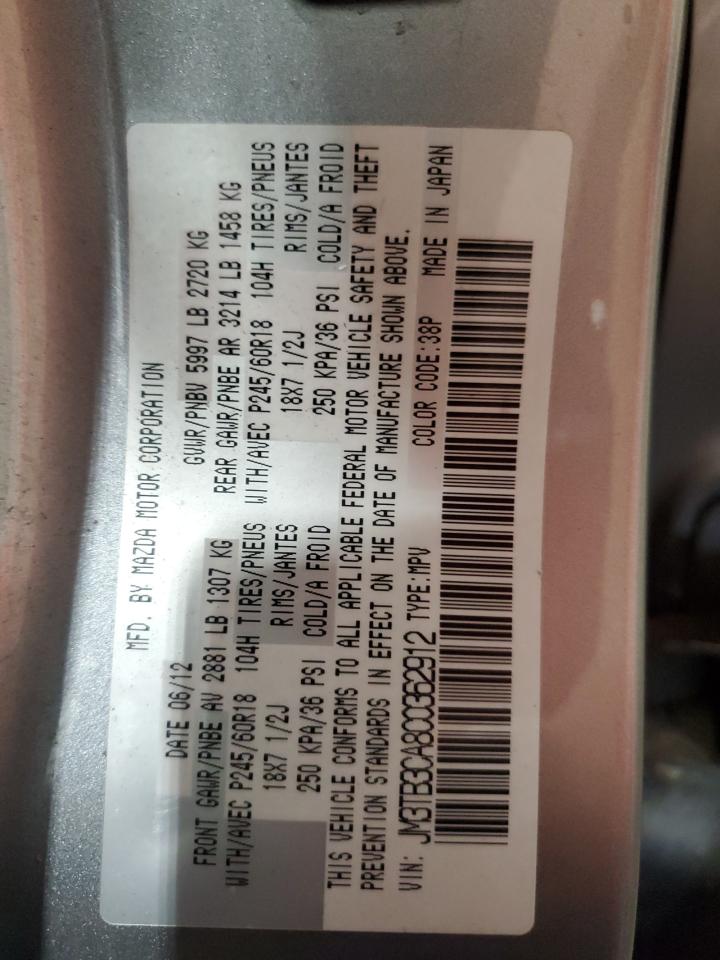 MFD. BY MAZDA MOTOR CORPORATION
DATE 06/12 GVWR/PNBV 5997 LB 2720 KG
FRONT GAWR/PNBE AV 2881 LB 1307 KG REAR GAWR/PNBE AR 3214 LB 1458 KG
WITH/AVEC P245/60R18 104H TIRES/PNEUS WITH/AVEC P245/60R18 104H TIRES/PNEUS
18X7 1/2J RIMS/JANTES 18X7 1/2J RIMS/JANTES
250 KPA/36 PSI COLD/A FROID 250 KPA/36 PSI COLD/A FROID
THIS VEHICLE CONFORMS TO ALL APPLICABLE FEDERAL MOTOR VEHICLE SAFETY AND THEFT
PREVENTION STANDARDS IN EFFECT ON THE DATE OF MANUFACTURE SHOWN ABOVE.
VIN: JM3TB3CA8C0362912 TYPE:MPV COLOR CODE:38P MADE IN JAPAN